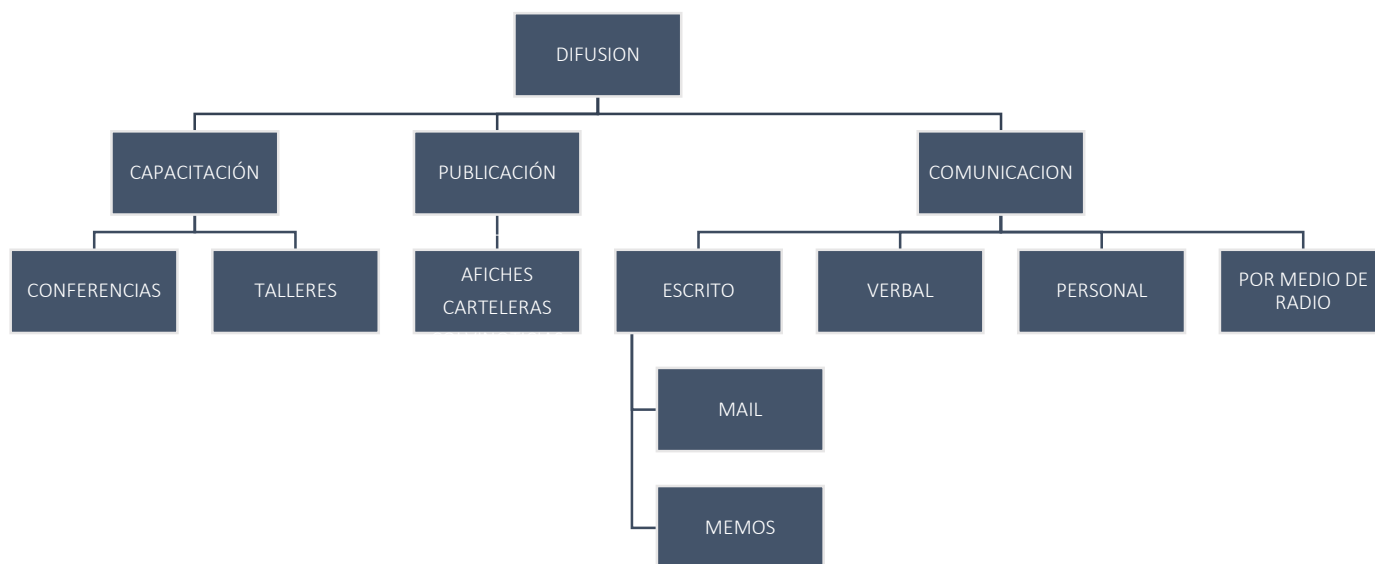 DIFUSION
CAPACITACIÓN
PUBLICACIÓN
COMUNICACION
CONFERENCIAS
TALLERES
AFICHES
CARTELERAS
ESCRITO
VERBAL
PERSONAL
POR MEDIO DE
RADIO
MAIL
MEMOS